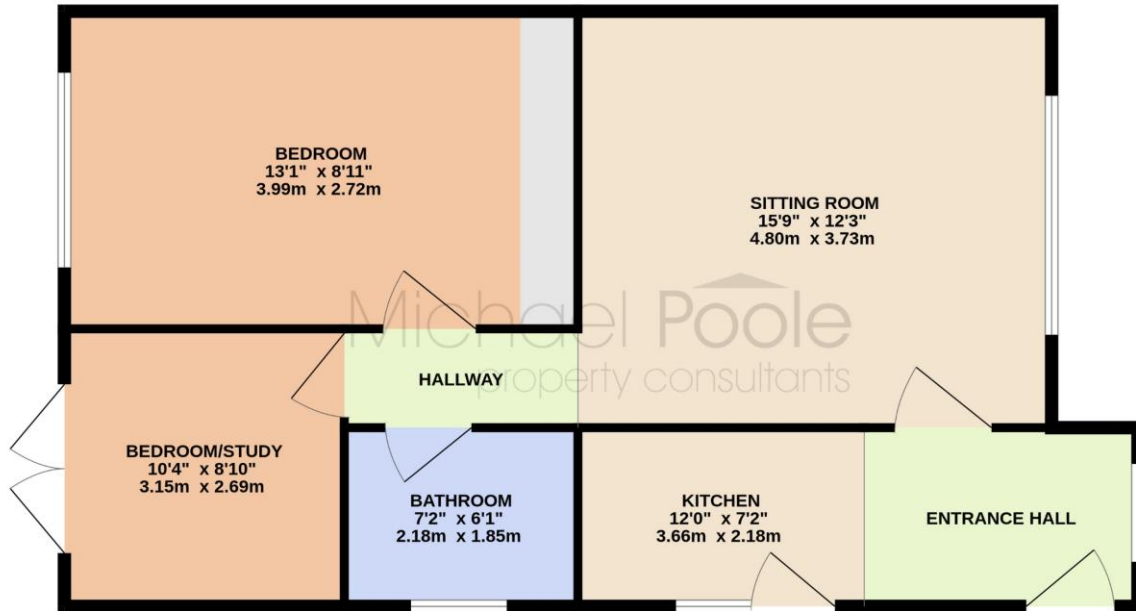 BEDROOM
13'1" x 8'11"
3.99m x 2.72m
SITTING ROOM
15'9" x 12'3"
4.80m x 3.73m
Michael Poole
property consultants
HALLWAY
BEDROOM/STUDY
10'4" x 8'10"
3.15m x 2.69m
BATHROOM
7'2" x 6'1"
2.18m x 1.85m
KITCHEN
12'0" x 7'2"
3.66m x 2.18m
ENTRANCE HALL